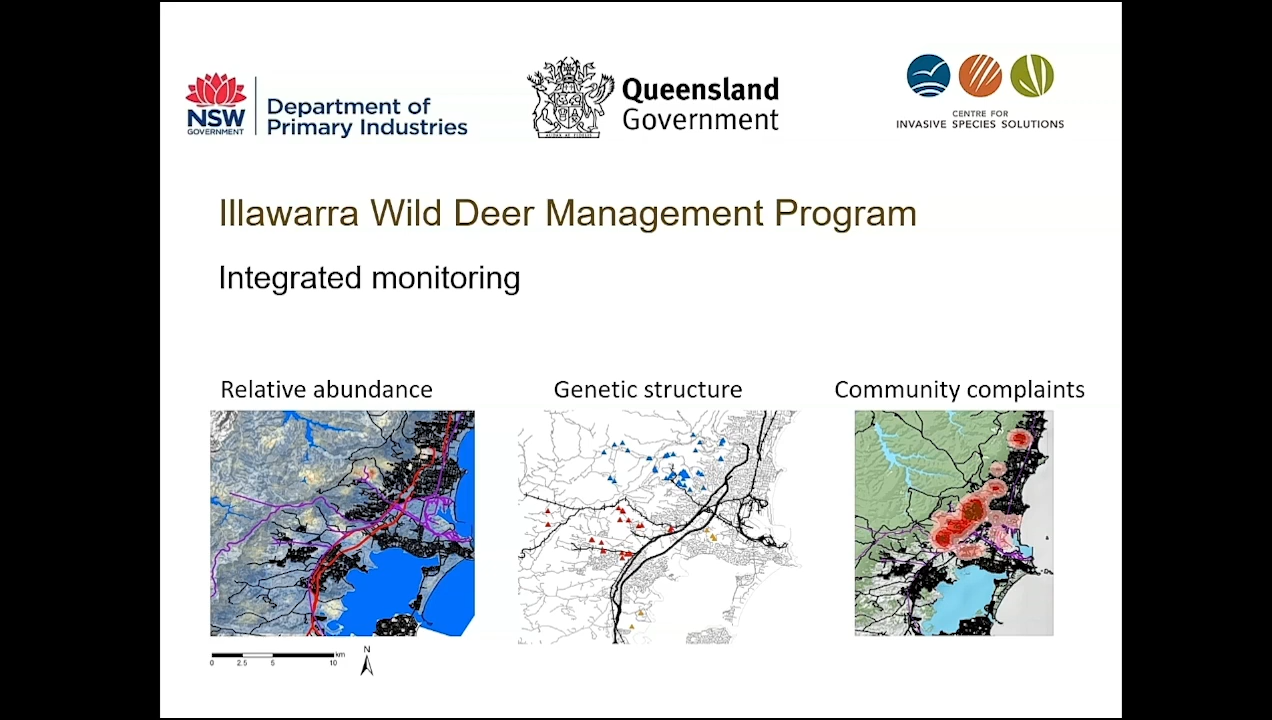 NSW
GOVERNMENT
Department of
Primary Industries
Queensland
Government
CENTRE FOR
INVASIVE SPECIES SOLUTIONS
Illawarra Wild Deer Management Program
Integrated monitoring
Relative abundance
Genetic structure
Community complaints
km
0 2.5 5 10
N